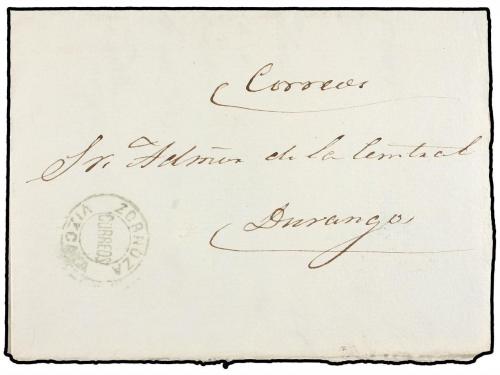 Correos
Sr. Admor de la Central
Durango
ZORNOZA
CORREOS
VIZCAYA